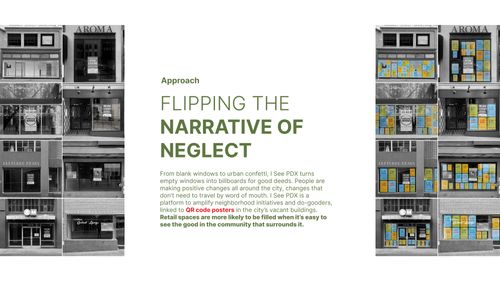 AROMA
AROMA
Approach
FLIPPING THE
NARRATIVE OF
NEGLECT
From blank windows to urban confetti, I See PDX turns
empty windows into billboards for good deeds. People are
making positive changes all around the city, changes that
don't need to travel by word of mouth. I See PDX is a
platform to amplify neighborhood initiatives and do-gooders,
linked to QR code posters in the city's vacant buildings.
Retail spaces are more likely to be filled when it's easy to
see the good in the community that surrounds it.